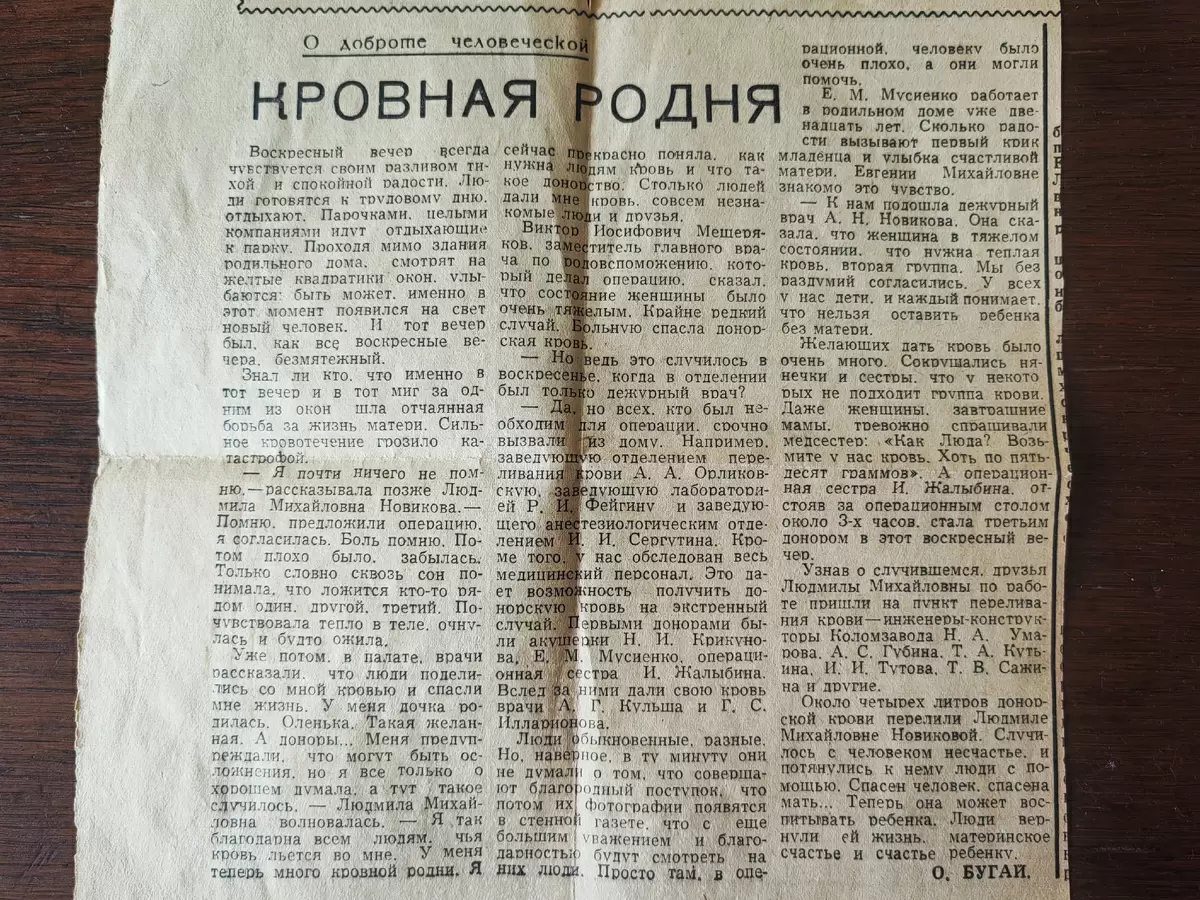 О доброте человеческой
КРОВНАЯ РОДНЯ
Воскресный вечер всегда
чувствуется своим разливом ти-
хой и спокойной радости. Лю-
ди готовятся к трудовому дню,
отдыхают. Парочками, целыми
компаниями идут отдыхающие
к парку. Проходя мимо здания
родильного дома, смотрят на
желтые квадратики окон, улы-
баются: быть может, именно в
этот момент появился на свет
новый человек. И тот вечер
был, как все воскресные ве-
чера, безмятежный.
Знал ли кто, что именно в
тот вечер и в тот миг за од-
ним из окон шла отчаянная
борьба за жизнь матери. Силь-
ное кровотечение грозило ка-
тастрофой.
— Я почти ничего не пом-
ню,—рассказывала позже Люд-
мила Михайловна Новикова.—
Помню, предложили операцию,
я согласилась. Боль помню. По-
том плохо было, забылась.
Только словно сквозь сон по-
нимала, что ложится кто-то ря-
дом один, другой, третий. По-
чувствовала тепло в теле, очну-
лась и будто ожила.
Уже потом, в палате, врачи
рассказали, что люди подели-
лись со мной кровью и спасли
мне жизнь. У меня дочка ро-
дилась. Оленька. Такая желан-
ная. А доноры... Меня предуп-
реждали, что могут быть ос-
ложнения, но я все только о
хорошем думала, а тут такое
случилось. — Людмила Михай-
ловна волновалась. — Я так
благодарна всем людям, чья
кровь льется во мне. У меня
теперь много кровной родни. Я
сейчас прекрасно поняла, как
нужна людям кровь и что та-
кое донорство. Столько людей
дали мне кровь, совсем незна-
комые люди и друзья.
Виктор Иосифович Мещеря-
ков, заместитель главного вра-
ча по родовспоможению, кото-
рый делал операцию, сказал,
что состояние женщины было
очень тяжелым. Крайне редкий
случай. Больную спасла донор-
ская кровь.
— Но ведь это случилось в
воскресенье, когда в отделении
был только дежурный врач?
— Да, но всех, кто был не-
обходим для операции, срочно
вызвали из дому. Например,
заведующую отделением пере-
ливания крови А. А. Орликов-
скую, заведующую лаборатори-
ей Р. И. Фейгину и заведую-
щего анестезиологическим отде-
лением И. И. Сергутина. Кро-
ме того, у нас обследован весь
медицинский персонал. Это да-
ет возможность получить до-
норскую кровь на экстренный
случай. Первыми донорами бы-
ли акушерки Н. И. Крикуно-
ва, Е. М. Мусиенко, операци-
онная сестра И. Жалыбина.
Вслед за ними дали свою кровь
врачи А. Г. Кульша и Г. С.
Илларионова.
Люди обыкновенные, разные.
Но, наверное, в ту минуту они
не думали о том, что соверша-
ют благородный поступок, что
потом их фотографии появятся
в стенной газете, что с еще
большим уважением и благо-
дарностью будут смотреть на
них люди. Просто там, в опе-
рационной, человеку было
очень плохо, а они могли
помочь.
Е. М. Мусиенко работает
в родильном доме уже две-
надцать лет. Сколько радо-
сти вызывают первый крик
младенца и улыбка счастливой
матери. Евгении Михайловне
знакомо это чувство.
— К нам подошла дежурный
врач А. Н. Новикова. Она ска-
зала, что женщина в тяжелом
состоянии, что нужна теплая
кровь, вторая группа. Мы без
раздумий согласились. У всех
у нас дети, и каждый понимает,
что нельзя оставить ребенка
без матери.
Желающих дать кровь было
очень много. Сокрушались ня-
нечки и сестры, что у некото
рых не подходит группа крови.
Даже женщины, завтрашние
мамы, тревожно спрашивали
медсестер: «Как Люда? Возь-
мите у нас кровь. Хоть по пять-
десят граммов». А операцион-
ная сестра И. Жалыбина, от-
стояв за операционным столом
около 3-х часов, стала третьим
донором в этот воскресный ве-
чер.
Узнав о случившемся, друзья
Людмилы Михайловны по рабо-
те пришли на пункт перелива-
ния крови—инженеры-конструк-
торы Коломзавода Н. А. Ума-
рова, А. С. Губина, Т. А. Куть-
ина, И. И. Тутова, Т. В. Сажи-
на и другие.
Около четырех литров донор-
ской крови перелили Людмиле
Михайловне Новиковой. Случи-
лось с человеком несчастье, и
потянулись к нему люди с по-
мощью. Спасен человек, спасена
мать... Теперь она может вос-
питывать ребенка. Люди вер-
нули ей жизнь, материнское
счастье и счастье ребенку.
О. БУГАЙ.